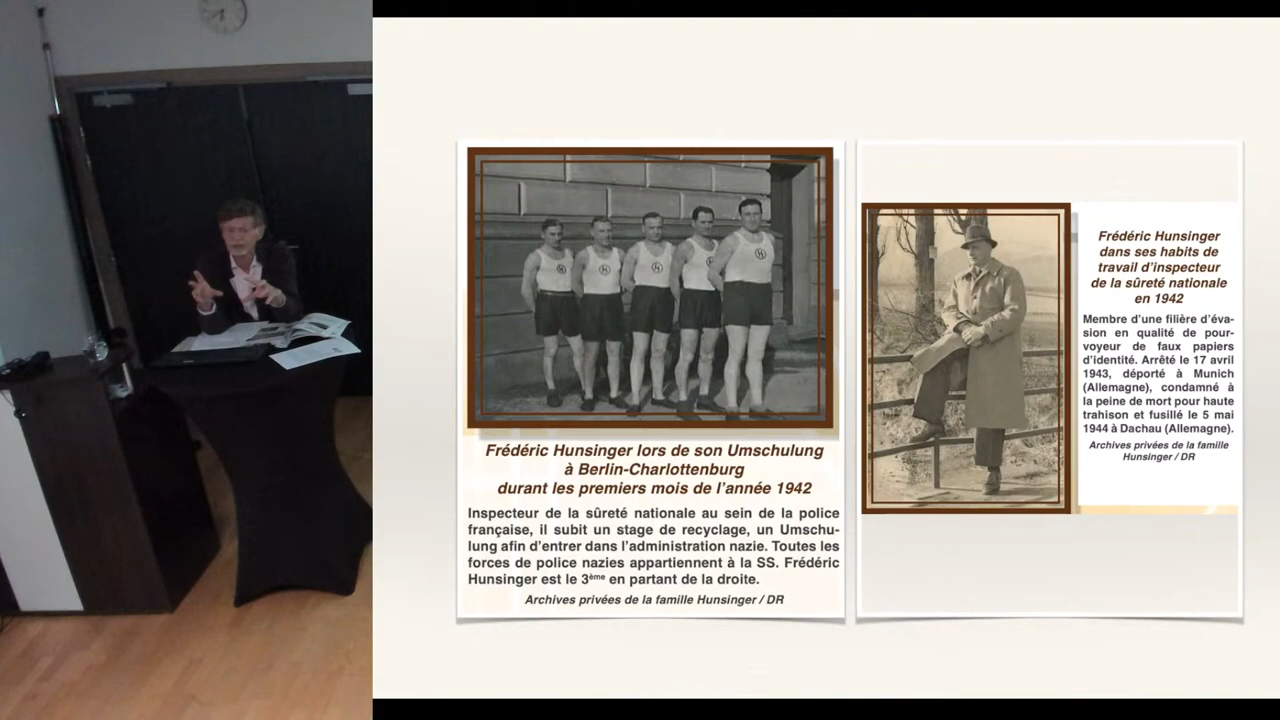 Frédéric Hunsinger lors de son Umschulung
à Berlin-Charlottenburg
durant les premiers mois de l'année 1942
Inspecteur de la sûreté nationale au sein de la police
française, il subit un stage de recyclage, un Umschu-
lung afin d'entrer dans l'administration nazie. Toutes les
forces de police nazies appartiennent à la SS. Frédéric
Hunsinger est le 3ème en partant de la droite.
Archives privées de la famille Hunsinger / DR
Frédéric Hunsinger
dans ses habits de
travail d'inspecteur
de la sûreté nationale
en 1942
Membre d'une filière d'éva-
sion en qualité de pour-
voyeur de faux papiers
d'identité. Arrêté le 17 avril
1943, déporté à Munich
(Allemagne), condamné à
la peine de mort pour haute
trahison et fusillé le 5 mai
1944 à Dachau (Allemagne).
Archives privées de la famille
Hunsinger / DR